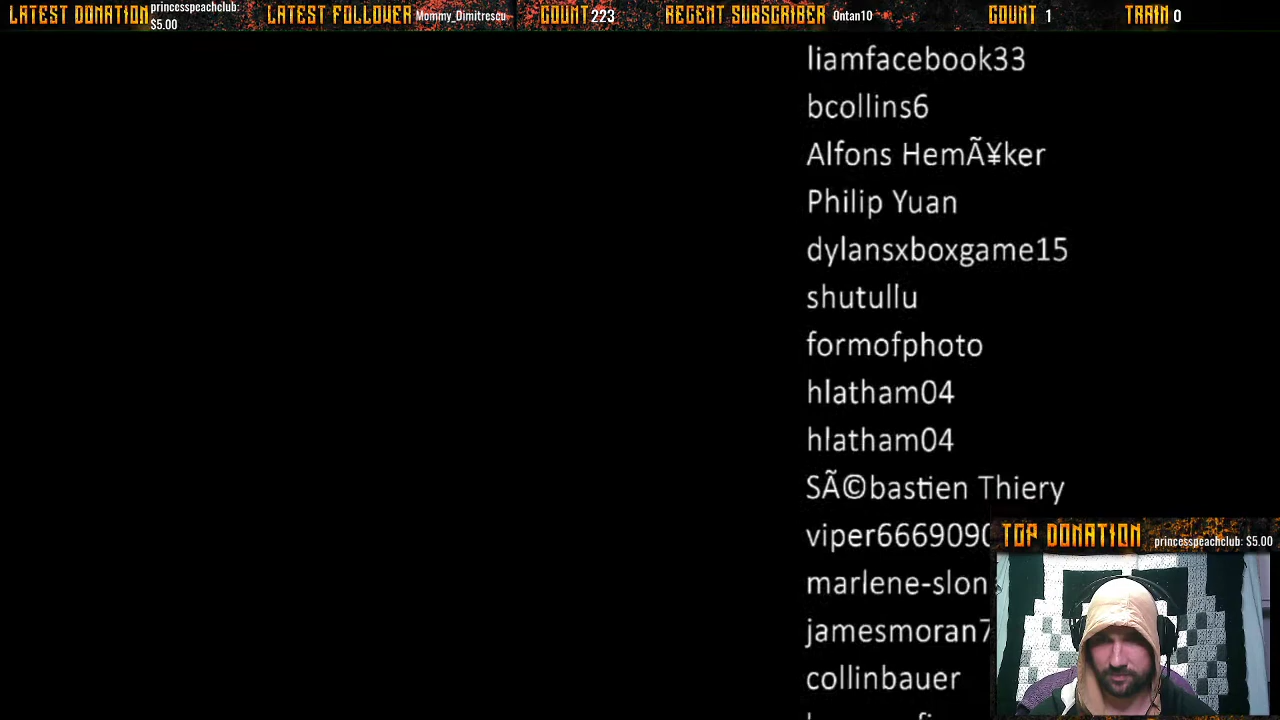 LATEST DONATION princesspeachclub: $5.00 LATEST FOLLOWER Mommy_Dimitrescu COUNT 223 RECENT SUBSCRIBER Ontan10 COUNT 1 TRAIN 0
liamfacebook33
bcollins6
Alfons HemÃ¥ker
Philip Yuan
dylansxboxgame15
shutullu
formofphoto
hlatham04
hlatham04
SÃ©bastien Thiery
viper6669090
marlene-slon
jamesmoran7
collinbauer
TOP DONATION princesspeachclub: $5.00